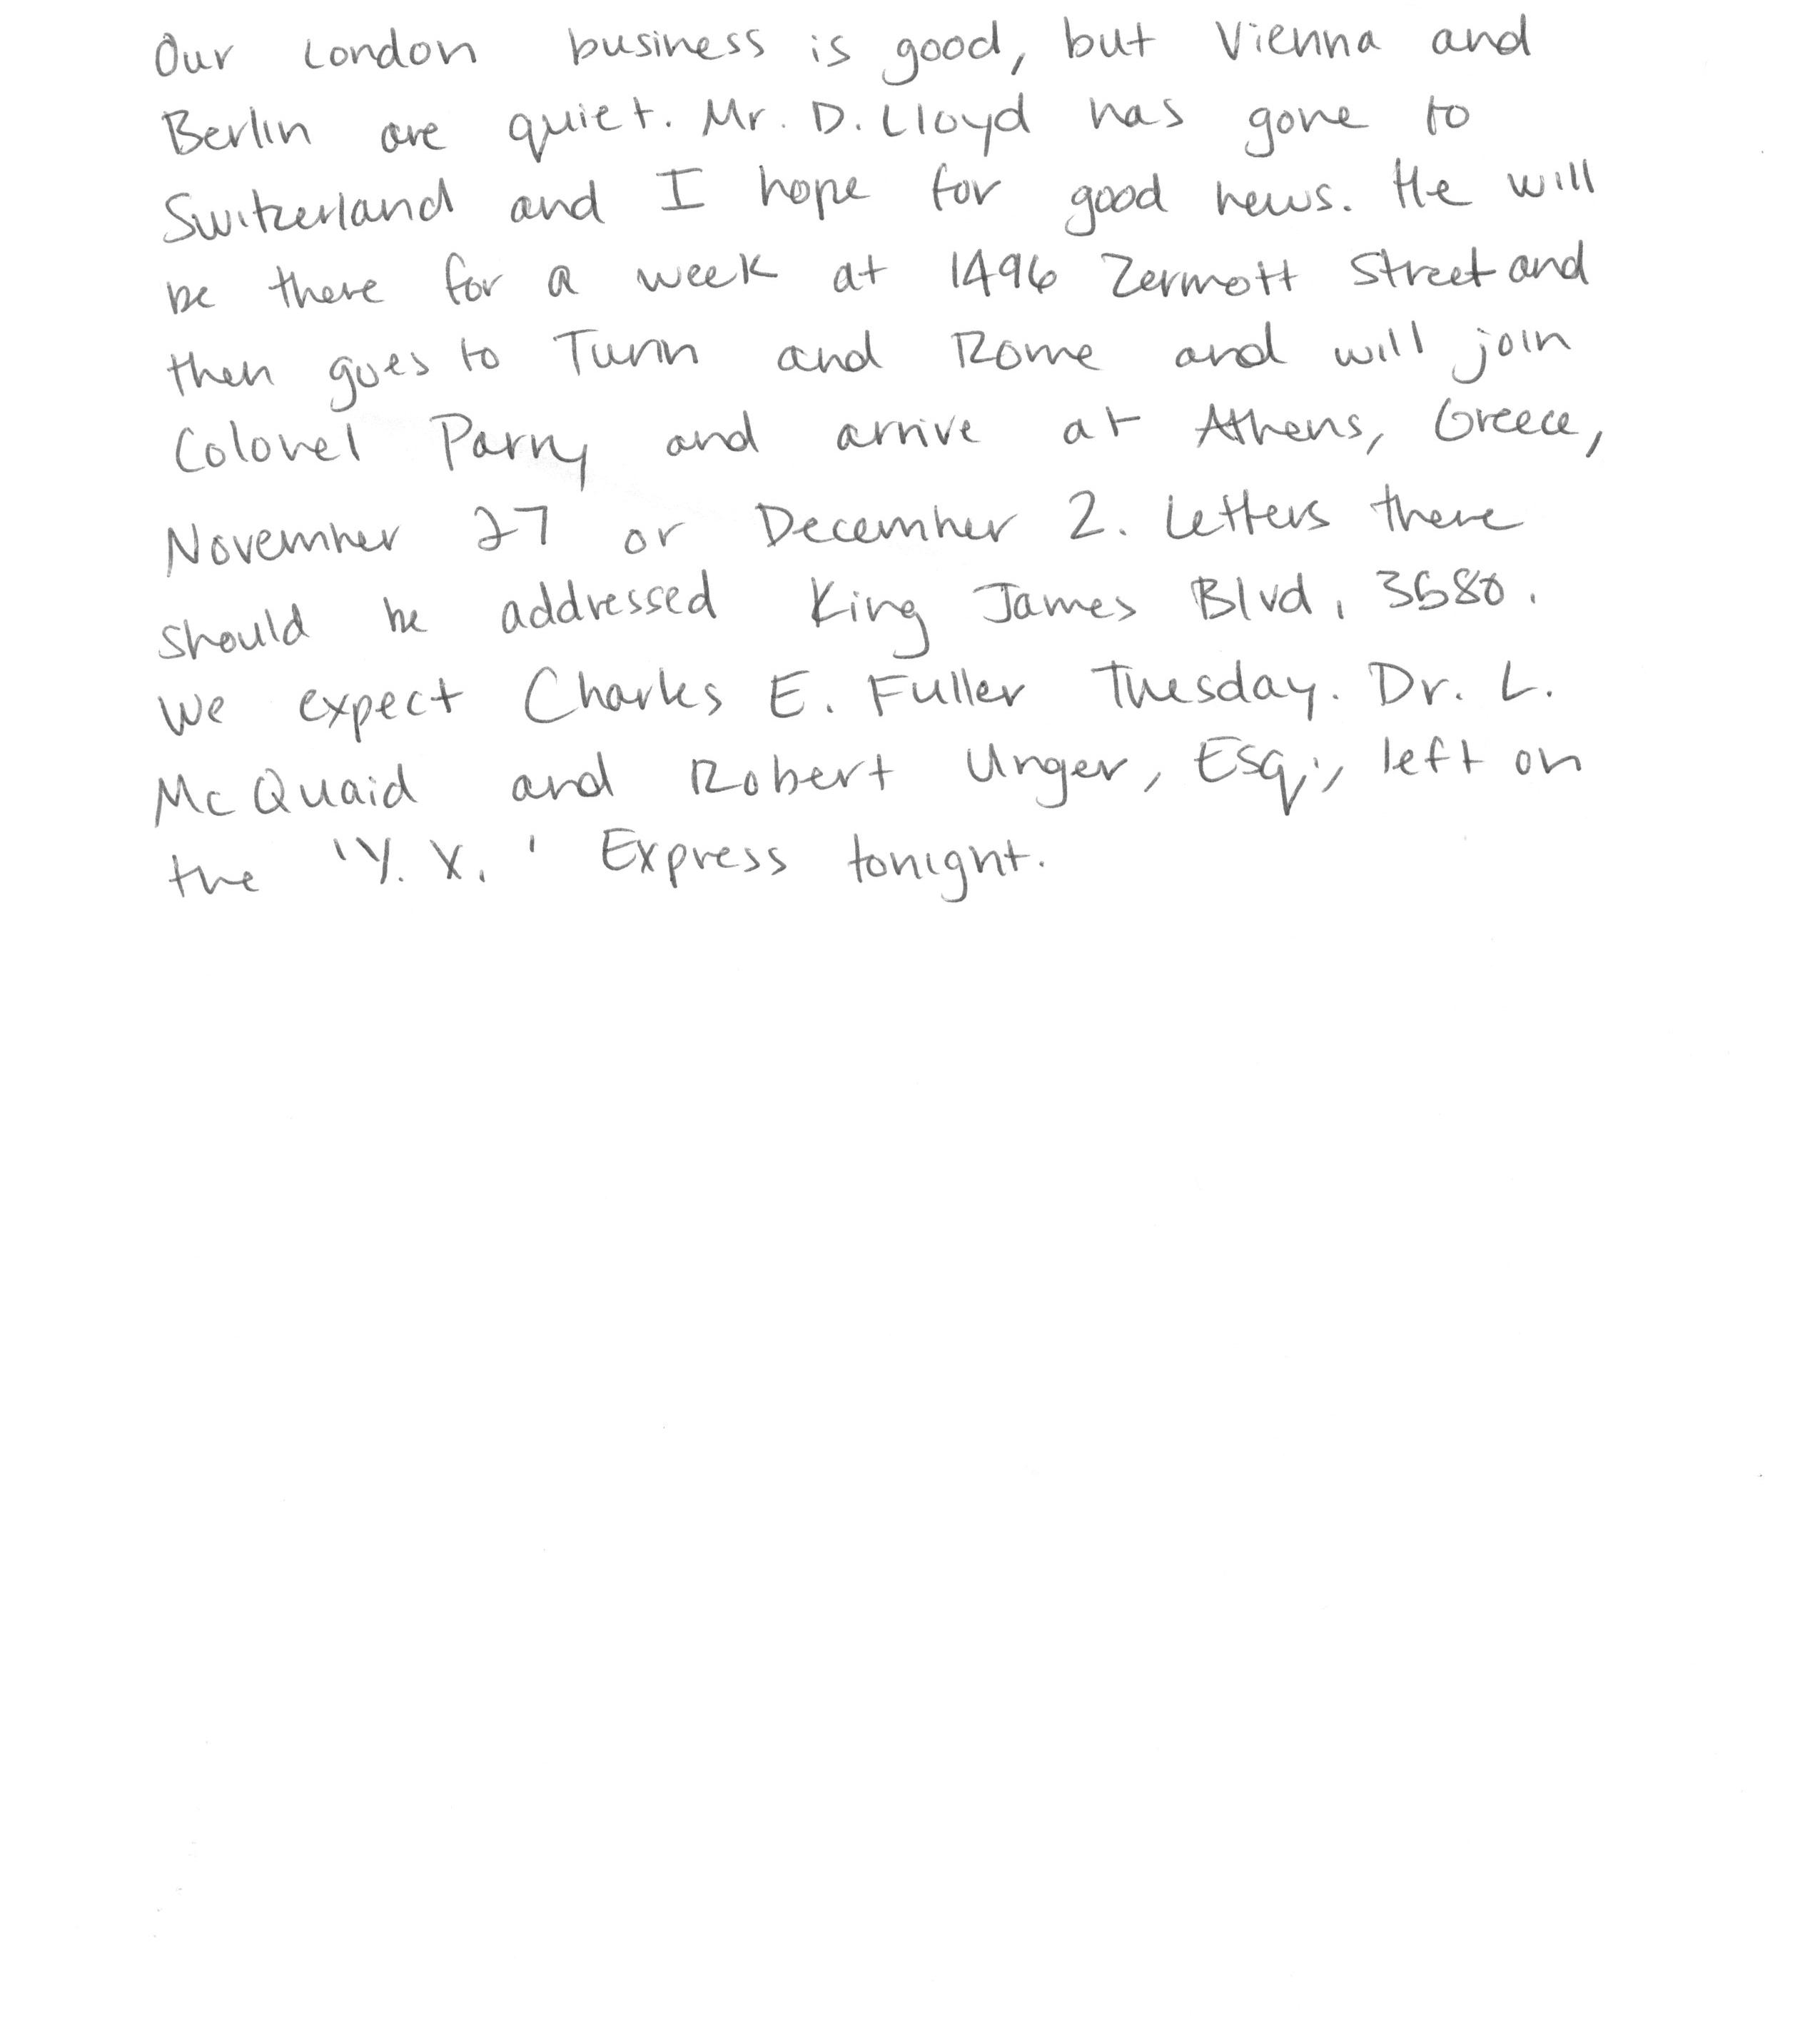 Our London business is good, but Vienna and
Berlin are quiet. Mr. D. Lloyd has gone to
Switzerland and I hope for good news. He will
be there for a week at 1496 Zermott Street and
then goes to Turin and Rome and will join
Colonel Parry and arrive at Athens, Greece,
November 27 or December 2. Letters there
should be addressed King James Blvd, 3580.
We expect Charles E. Fuller Tuesday. Dr. L.
McQuaid and Robert Unger, Esq., left on
the 'Y. X.' Express tonight.